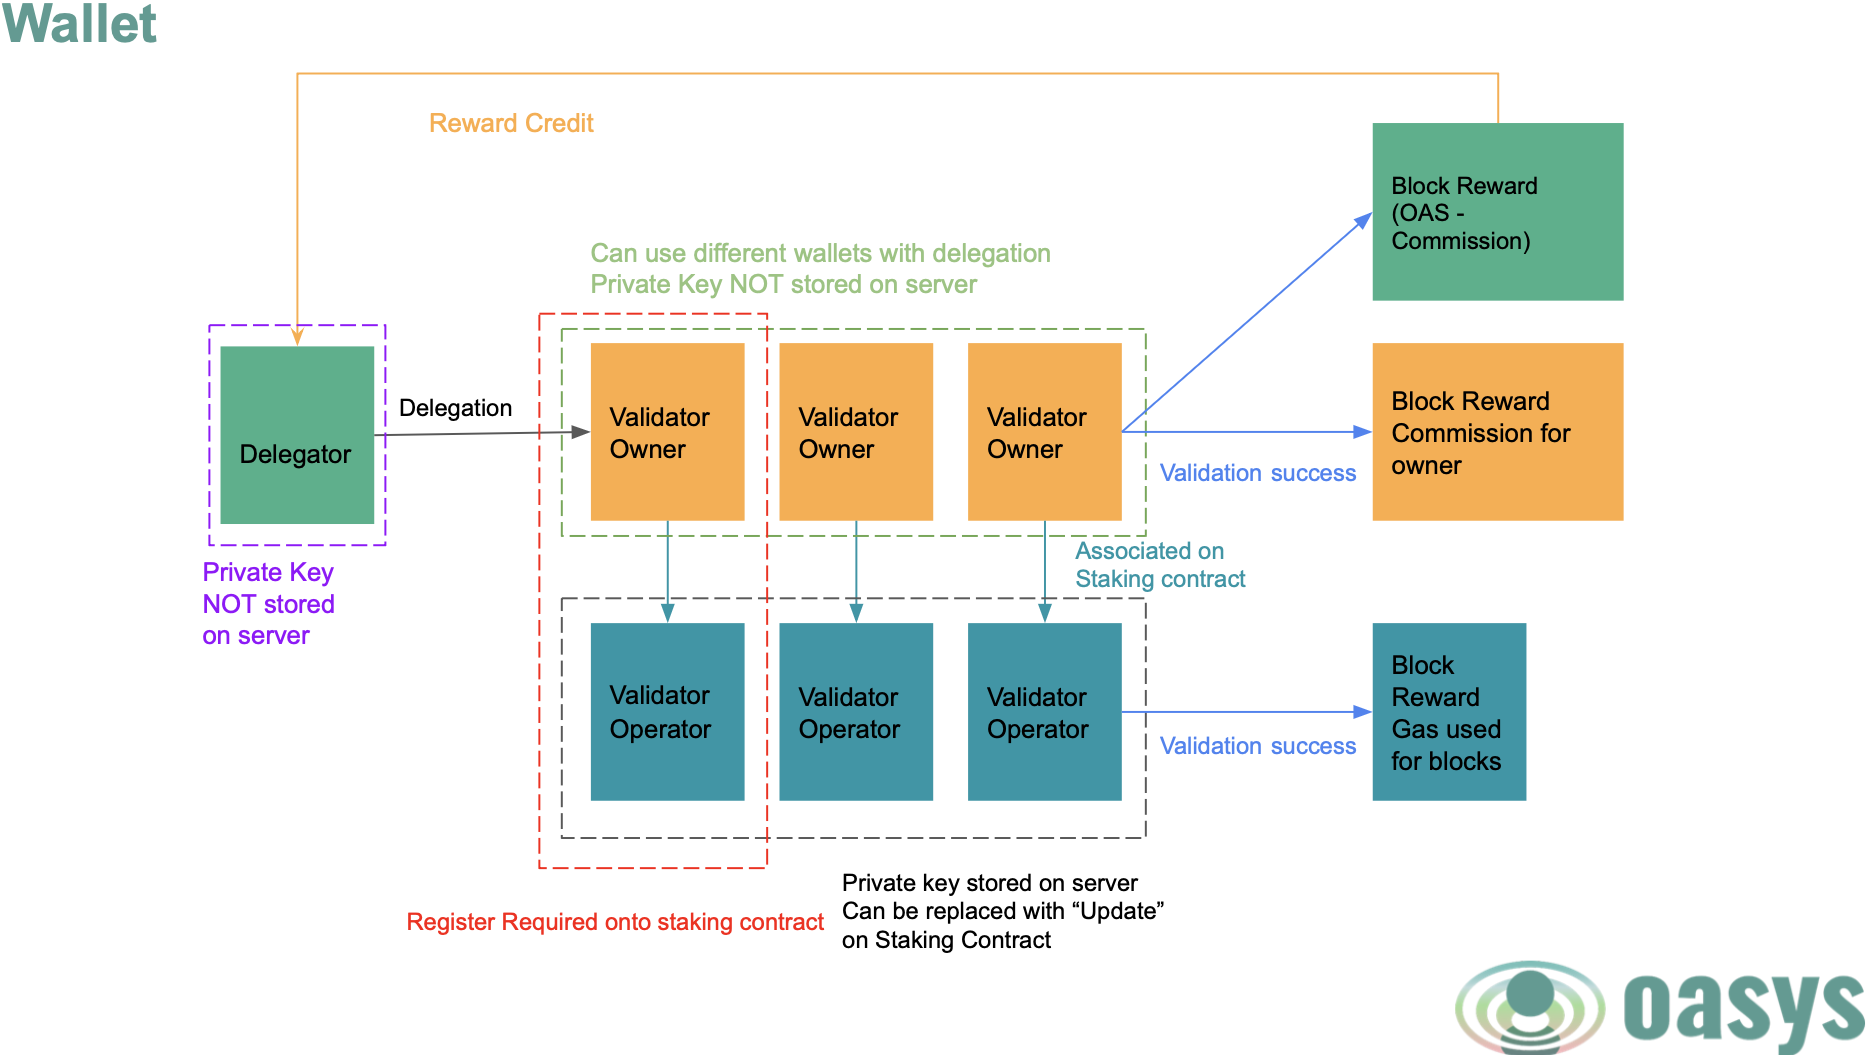 Wallet
Reward Credit
Block Reward
(OAS -
Commission)
Can use different wallets with delegation
Private Key NOT stored on server
Delegator
Delegation
Validator
Owner
Validator
Owner
Validator
Owner
Block Reward
Commission for
owner
Validation success
Private Key
NOT stored
on server
Associated on
Staking contract
Validator
Operator
Validator
Operator
Validator
Operator
Validation success
Block
Reward
Gas used
for blocks
Register Required onto staking contract
Private key stored on server
Can be replaced with “Update”
on Staking Contract
oasys